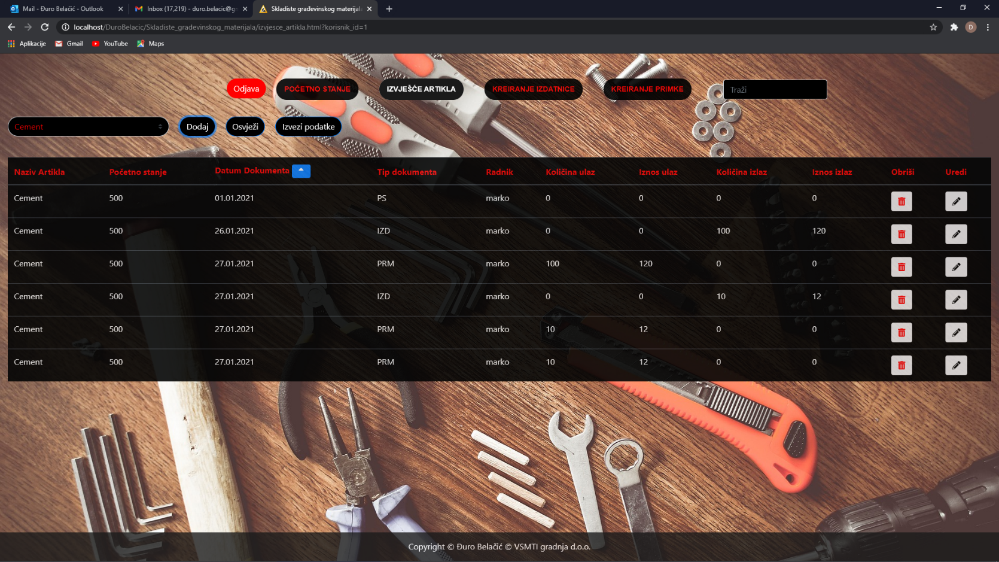 Mail - Đuro Belačić - Outlook
Inbox (17,219) - duro.belacic@gm
Skladiste građevinskog materijala
localhost/DuroBelacic/Skladiste_gradevinskog_materijala/izvjesce_artikla.html?korisnik_id=1
D
Aplikacije Gmail YouTube Maps
Odjava POČETNO STANJE IZVJEŠĆE ARTIKLA KREIRANJE IZDATNICE KREIRANJE PRIMKE Traži
Cement Dodaj Osvježi Izvezi podatke
Naziv Artikla Početno stanje Datum Dokumenta Tip dokumenta Radnik Količina ulaz Iznos ulaz Količina izlaz Iznos izlaz Obriši Uredi
Cement 500 01.01.2021 PS marko 0 0 0 0
Cement 500 26.01.2021 IZD marko 0 0 100 120
Cement 500 27.01.2021 PRM marko 100 120 0 0
Cement 500 27.01.2021 IZD marko 0 0 10 12
Cement 500 27.01.2021 PRM marko 10 12 0 0
Cement 500 27.01.2021 PRM marko 10 12 0 0
Copyright © Đuro Belačić © VSMTI gradnja d.o.o.